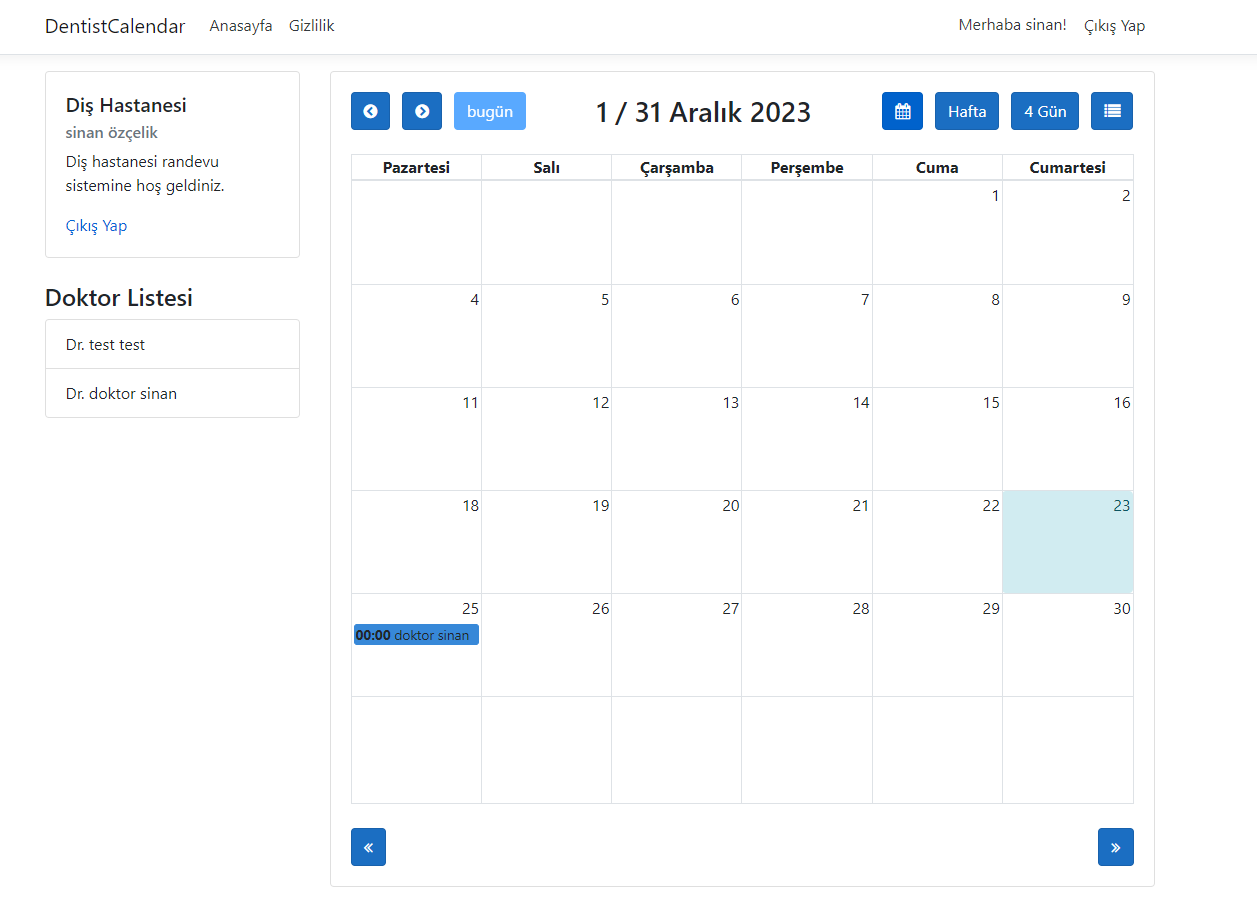 DentistCalendar Anasayfa Gizlilik Merhaba sinan! Çıkış Yap
Diş Hastanesi
sinan özçelik
Diş hastanesi randevu
sistemine hoş geldiniz.
Çıkış Yap
Doktor Listesi
Dr. test test
Dr. doktor sinan
bugün 1 / 31 Aralık 2023 Hafta 4 Gün
Pazartesi Salı Çarşamba Perşembe Cuma Cumartesi
1 2
4 5 6 7 8 9
11 12 13 14 15 16
18 19 20 21 22 23
25 26 27 28 29 30
00:00 doktor sinan
« »